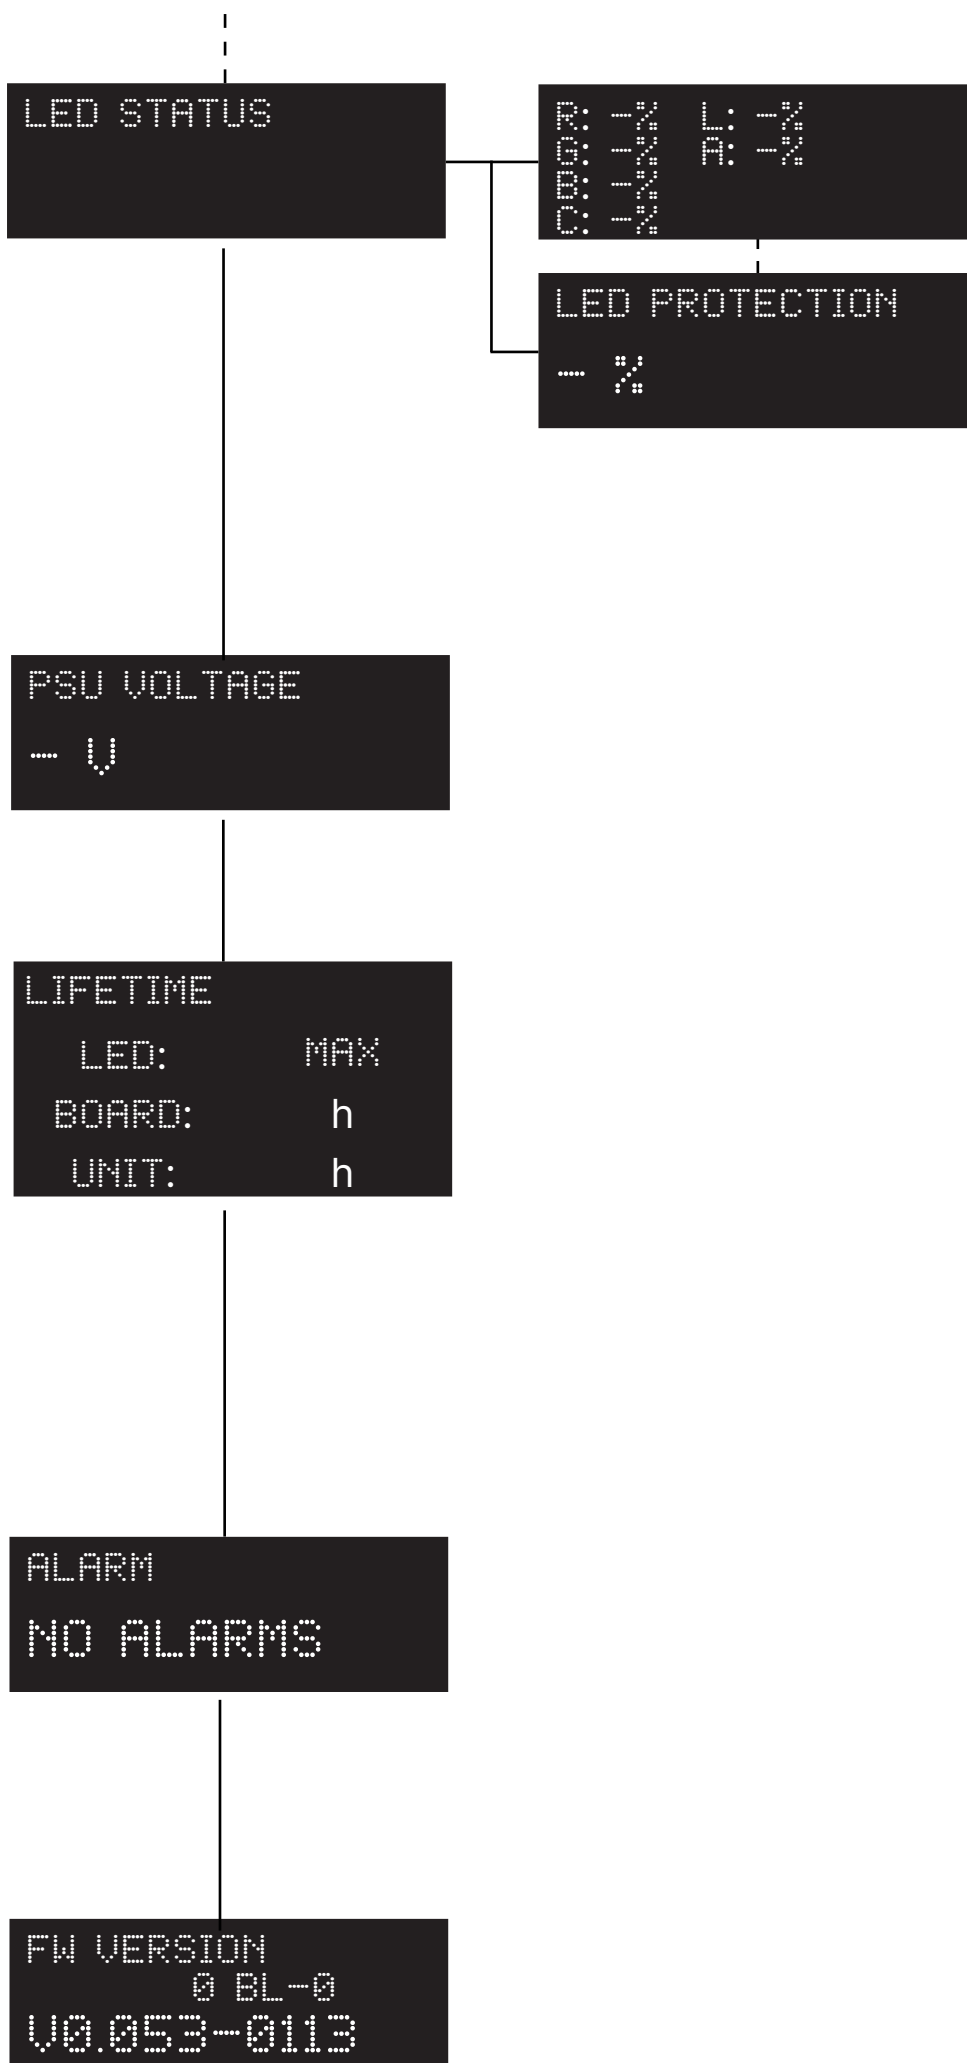 LED STATUS
R: -% L: -%
G: -% A: -%
B: -%
C: -%
LED PROTECTION
- %
PSU VOLTAGE
- V
LIFETIME
LED: MAX
BOARD: h
UNIT: h
ALARM
NO ALARMS
FW VERSION
0 BL-0
V0.053-0113